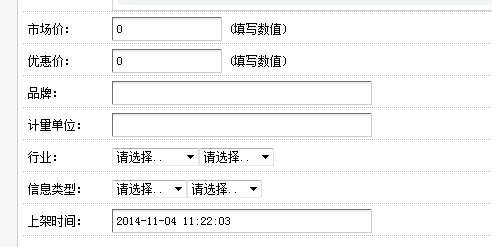 市场价： 0 (填写数值)
优惠价： 0 (填写数值)
品牌：
计量单位：
行业： 请选择.. 请选择..
信息类型： 请选择.. 请选择..
上架时间： 2014-11-04 11:22:03